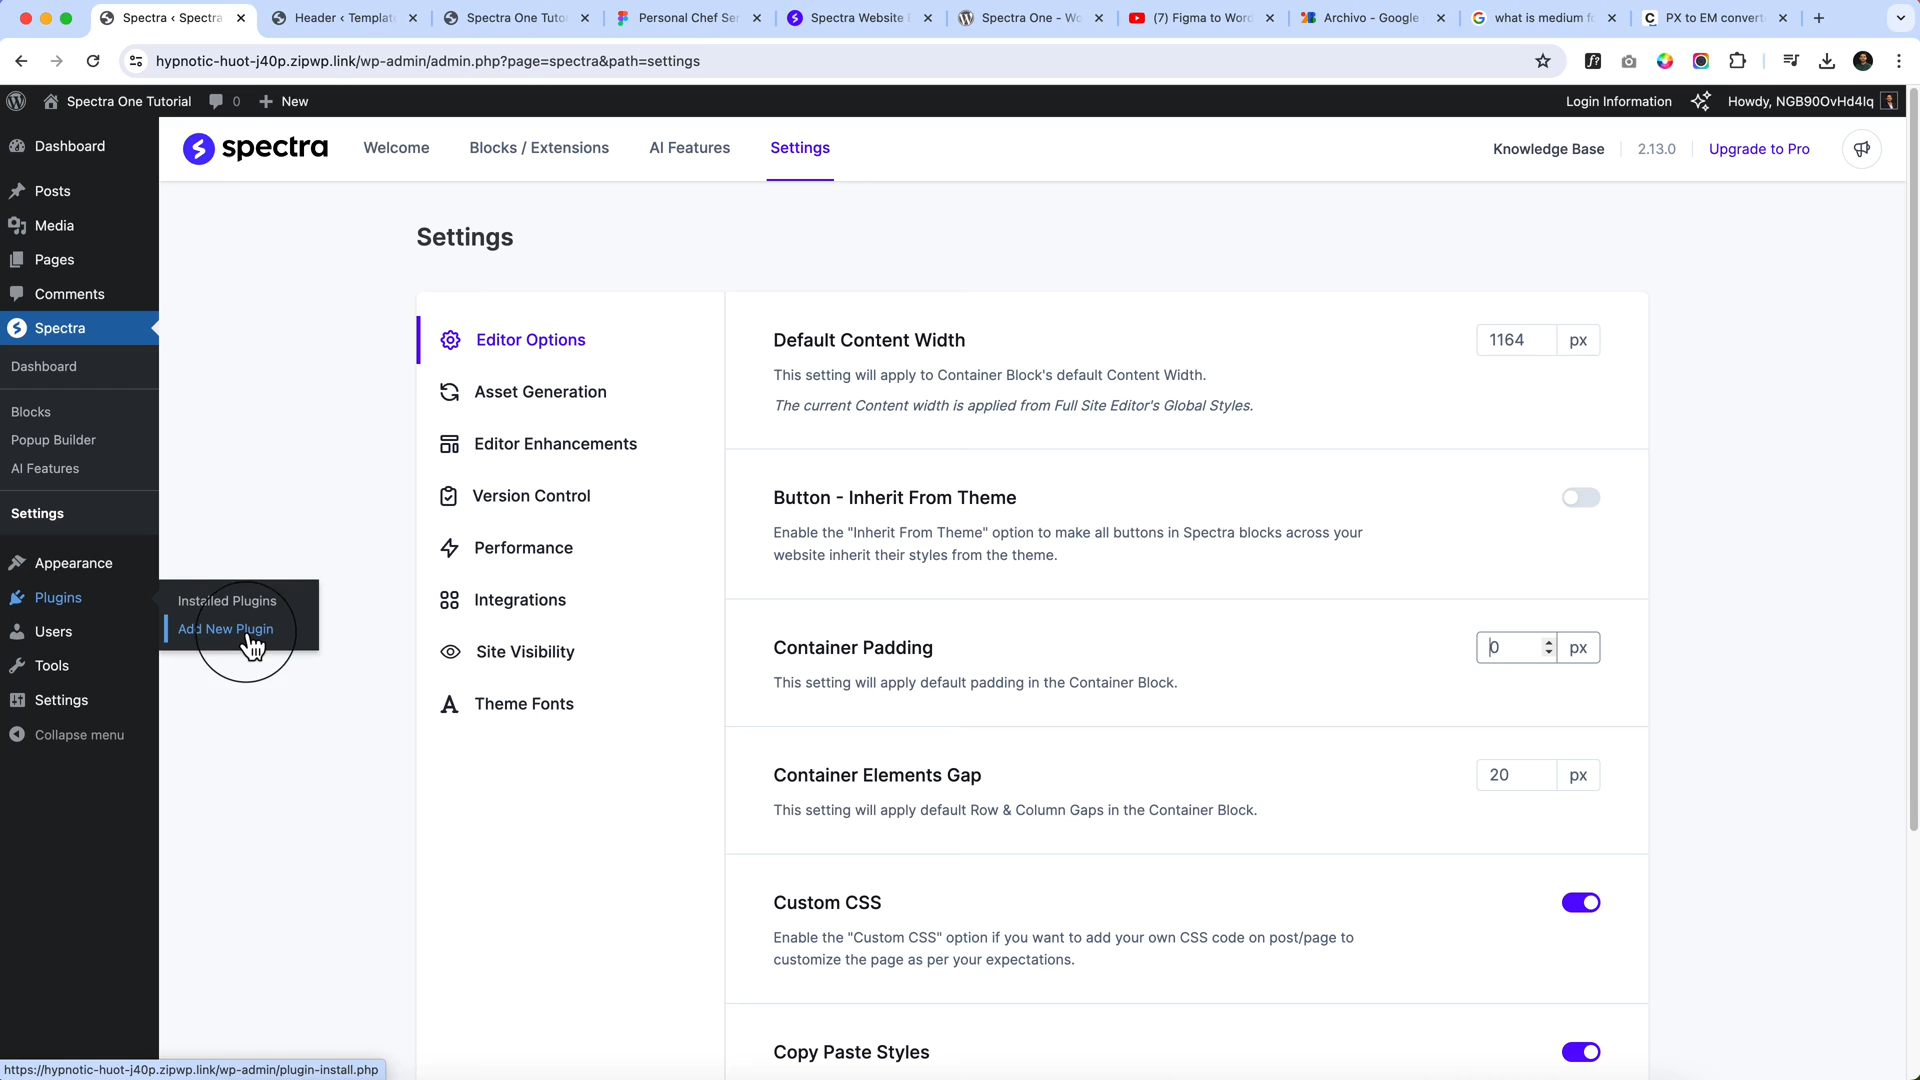 Spectra ‹ Spectra
Header ‹ Templat
Spectra One Tuto
Personal Chef Ser
Spectra Website
Spectra One - Wo
(7) Figma to Word
Archivo - Google
what is medium f
PX to EM convert
hypnotic-huot-j40p.zipwp.link/wp-admin/admin.php?page=spectra&path=settings
Spectra One Tutorial
0
New
Login Information
Howdy, NGB90OvHd4Iq
Dashboard
Posts
Media
Pages
Comments
Spectra
Dashboard
Blocks
Popup Builder
AI Features
Settings
Appearance
Plugins
Users
Tools
Settings
Collapse menu
Installed Plugins
Add New Plugin
spectra
Welcome
Blocks / Extensions
AI Features
Settings
Knowledge Base
2.13.0
Upgrade to Pro
Settings
Editor Options
Asset Generation
Editor Enhancements
Version Control
Performance
Integrations
Site Visibility
Theme Fonts
Default Content Width
1164 px
This setting will apply to Container Block's default Content Width.
The current Content width is applied from Full Site Editor's Global Styles.
Button - Inherit From Theme
Enable the "Inherit From Theme" option to make all buttons in Spectra blocks across your
website inherit their styles from the theme.
Container Padding
0 px
This setting will apply default padding in the Container Block.
Container Elements Gap
20 px
This setting will apply default Row & Column Gaps in the Container Block.
Custom CSS
Enable the "Custom CSS" option if you want to add your own CSS code on post/page to
customize the page as per your expectations.
Copy Paste Styles
https://hypnotic-huot-j40p.zipwp.link/wp-admin/plugin-install.php